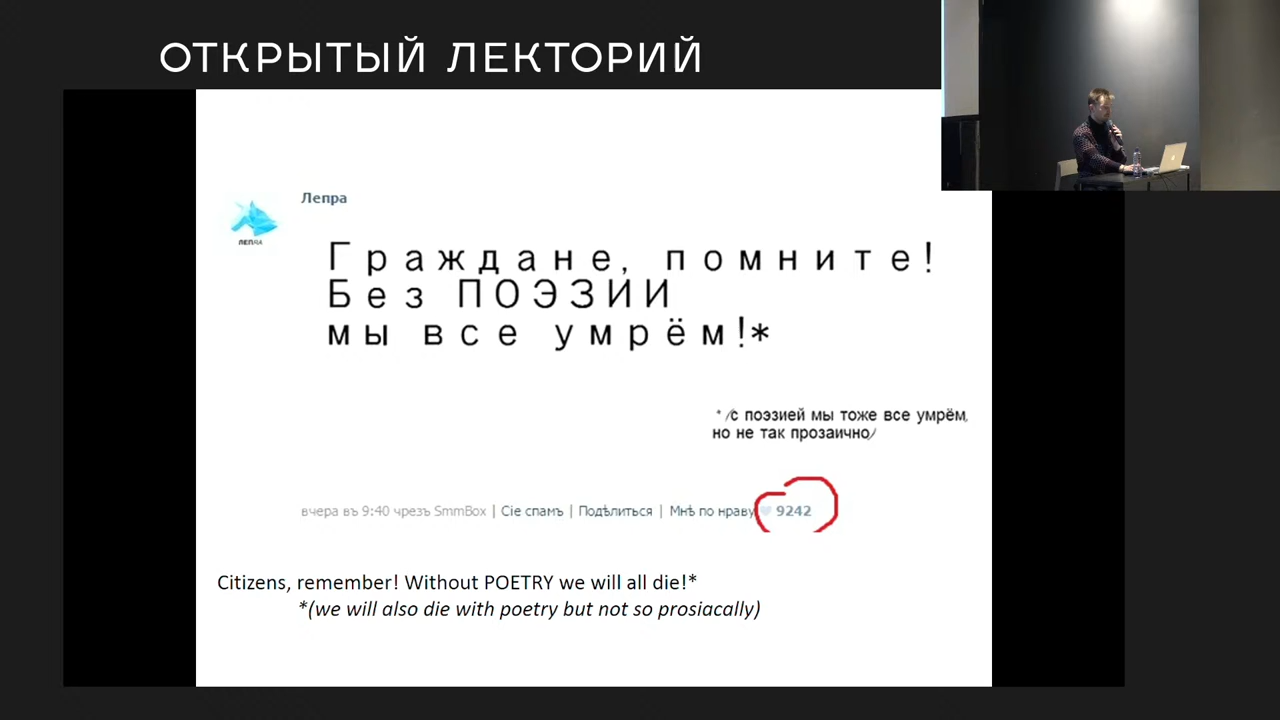 ОТКРЫТЫЙ ЛЕКТОРИЙ
Лепра
ЛЕПRA
Граждане, помните!
Без ПОЭЗИИ
мы все умрём!*
* /с поэзией мы тоже все умрём,
но не так прозаично/
вчера въ 9:40 чрезъ SmmBox | Сіе спамъ | Подѣлиться | Мнѣ по нраву 9242
Citizens, remember! Without POETRY we will all die!*
*(we will also die with poetry but not so prosiacally)